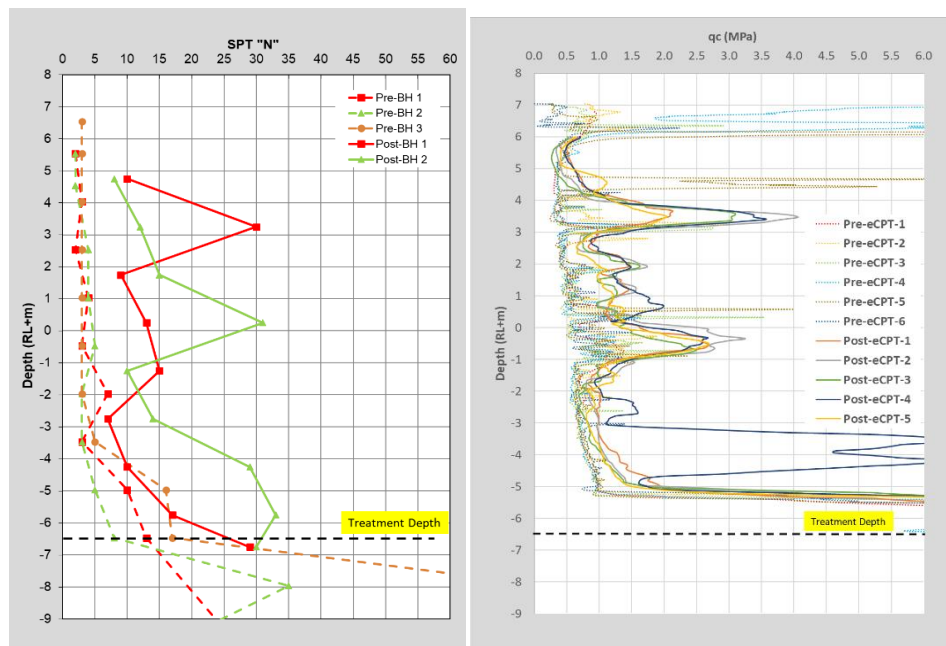 SPT "N"
0 5 10 15 20 25 30 35 40 45 50 55 60
8
7
6
5
4
3
2
1
0
-1
-2
-3
-4
-5
-6
-7
-8
-9
Depth (RL+m)
Pre-BH 1
Pre-BH 2
Pre-BH 3
Post-BH 1
Post-BH 2
Treatment Depth
qc (MPa)
0.0 0.5 1.0 1.5 2.0 2.5 3.0 3.5 4.0 4.5 5.0 5.5 6.0
8
7
6
5
4
3
2
1
0
-1
-2
-3
-4
-5
-6
-7
-8
-9
Depth (RL+m)
Pre-eCPT-1
Pre-eCPT-2
Pre-eCPT-3
Pre-eCPT-4
Pre-eCPT-5
Pre-eCPT-6
Post-eCPT-1
Post-eCPT-2
Post-eCPT-3
Post-eCPT-4
Post-eCPT-5
Treatment Depth